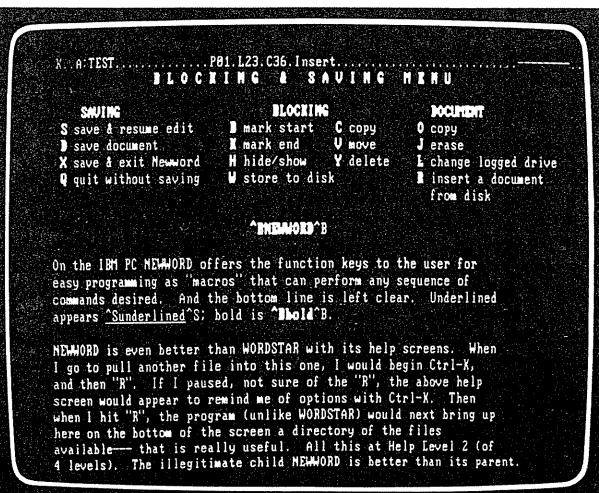 K..A:TEST..............P01.L23.C36.Insert..........................
BLOCKING & SAVING MENU
SAVING BLOCKING DOCUMENT
S save & resume edit B mark start C copy O copy
D save document K mark end V move J erase
X save & exit Newword H hide/show Y delete L change logged drive
Q quit without saving W store to disk R insert a document
from disk
^BNEWWORD^B
On the IBM PC NEWWORD offers the function keys to the user for
easy programming as "macros" that can perform any sequence of
commands desired. And the bottom line is left clear. Underlined
appears ^Sunderlined^S; bold is ^Bbold^B.
NEWWORD is even better than WORDSTAR with its help screens. When
I go to pull another file into this one, I would begin Ctrl-K,
and then "R". If I paused, not sure of the "R", the above help
screen would appear to remind me of options with Ctrl-K. Then
when I hit "R", the program (unlike WORDSTAR) would next bring up
here on the bottom of the screen a directory of the files
available--- that is really useful. All this at Help Level 2 (of
4 levels). The illegitimate child NEWWORD is better than its parent.